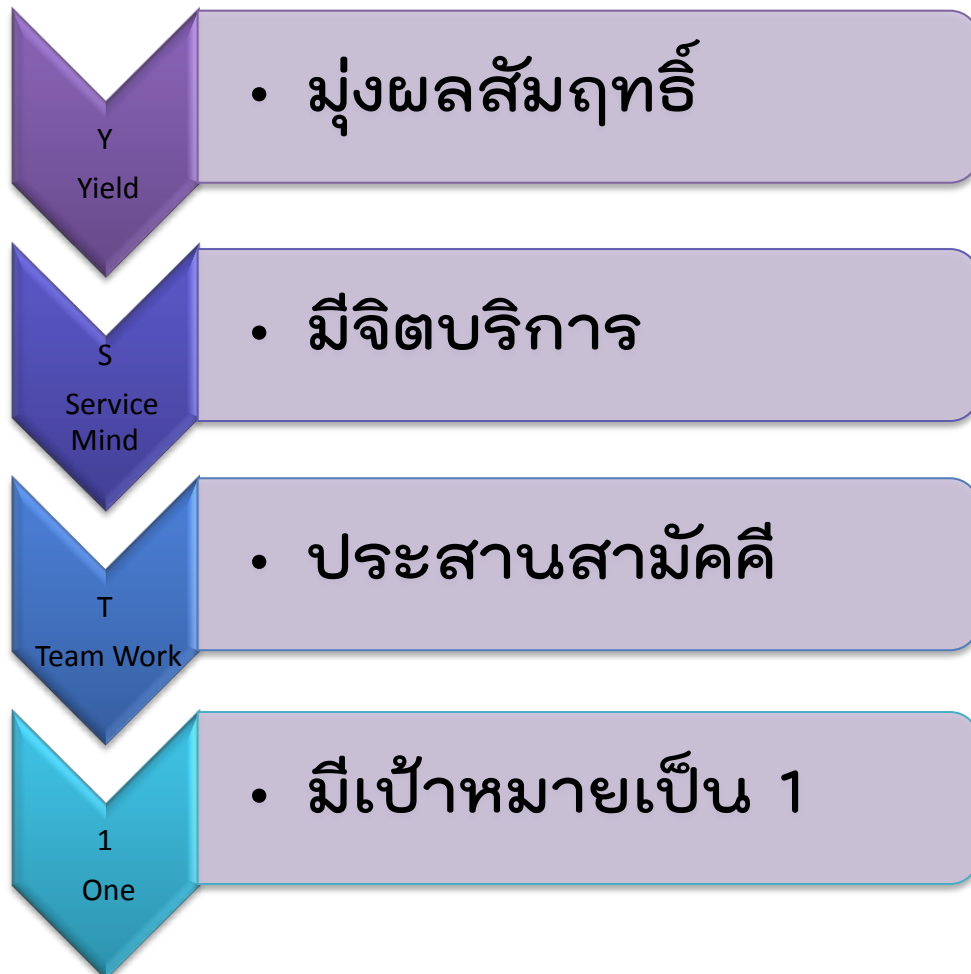 Y
Yield
• มุ่งผลสัมฤทธิ์
S
Service
Mind
• มีจิตบริการ
T
Team Work
• ประสานสามัคคี
1
One
• มีเป้าหมายเป็น 1